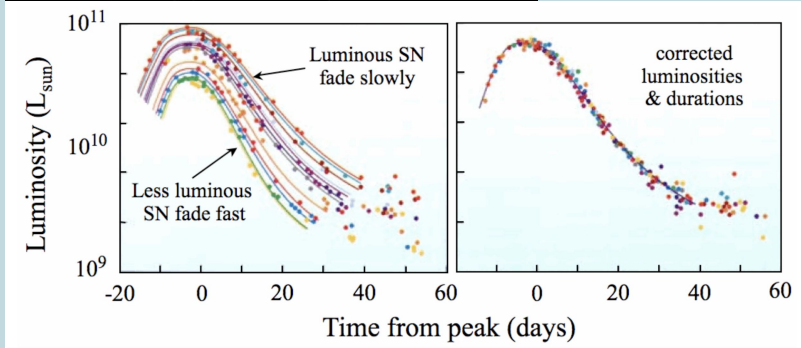 10¹¹
10¹⁰
10⁹
Luminosity (Lsun)
Luminous SN
fade slowly
Less luminous
SN fade fast
corrected
luminosities
& durations
-20 0 20 40 60
0 20 40 60
Time from peak (days)